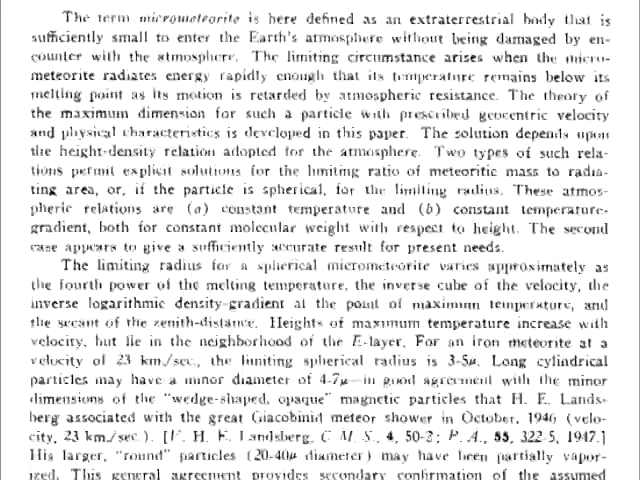 The term micrometeorite is here defined as an extraterrestrial body that is
sufficiently small to enter the Earth's atmosphere without being damaged by en-
counter with the atmosphere. The limiting circumstance arises when the micro-
meteorite radiates energy rapidly enough that its temperature remains below its
melting point as its motion is retarded by atmospheric resistance. The theory of
the maximum dimension for such a particle with prescribed geocentric velocity
and physical characteristics is developed in this paper. The solution depends upon
the height-density relation adopted for the atmosphere. Two types of such rela-
tions permit explicit solutions for the limiting ratio of meteoritic mass to radia-
ting area, or, if the particle is spherical, for the limiting radius. These atmos-
pheric relations are (a) constant temperature and (b) constant temperature-
gradient, both for constant molecular weight with respect to height. The second
case appears to give a sufficiently accurate result for present needs.
The limiting radius for a spherical micrometeorite varies approximately as
the fourth power of the melting temperature, the inverse cube of the velocity, the
inverse logarithmic density-gradient at the point of maximum temperature, and
the secant of the zenith-distance. Heights of maximum temperature increase with
velocity, but lie in the neighborhood of the E-layer. For an iron meteorite at a
velocity of 23 km./sec., the limiting spherical radius is 3-5μ. Long cylindrical
particles may have a minor diameter of 4-7μ—in good agreement with the minor
dimensions of the "wedge-shaped, opaque" magnetic particles that H. E. Lands-
berg associated with the great Giacobinid meteor shower in October, 1946 (velo-
city, 23 km./sec.). H. E. Landsberg, C. M. S., 4, 50-2; P. A., 55, 322-5, 1947.]
His larger, "round" particles (20-40μ diameter) may have been partially vapor-
ized. This general agreement provides secondary confirmation of the assumed